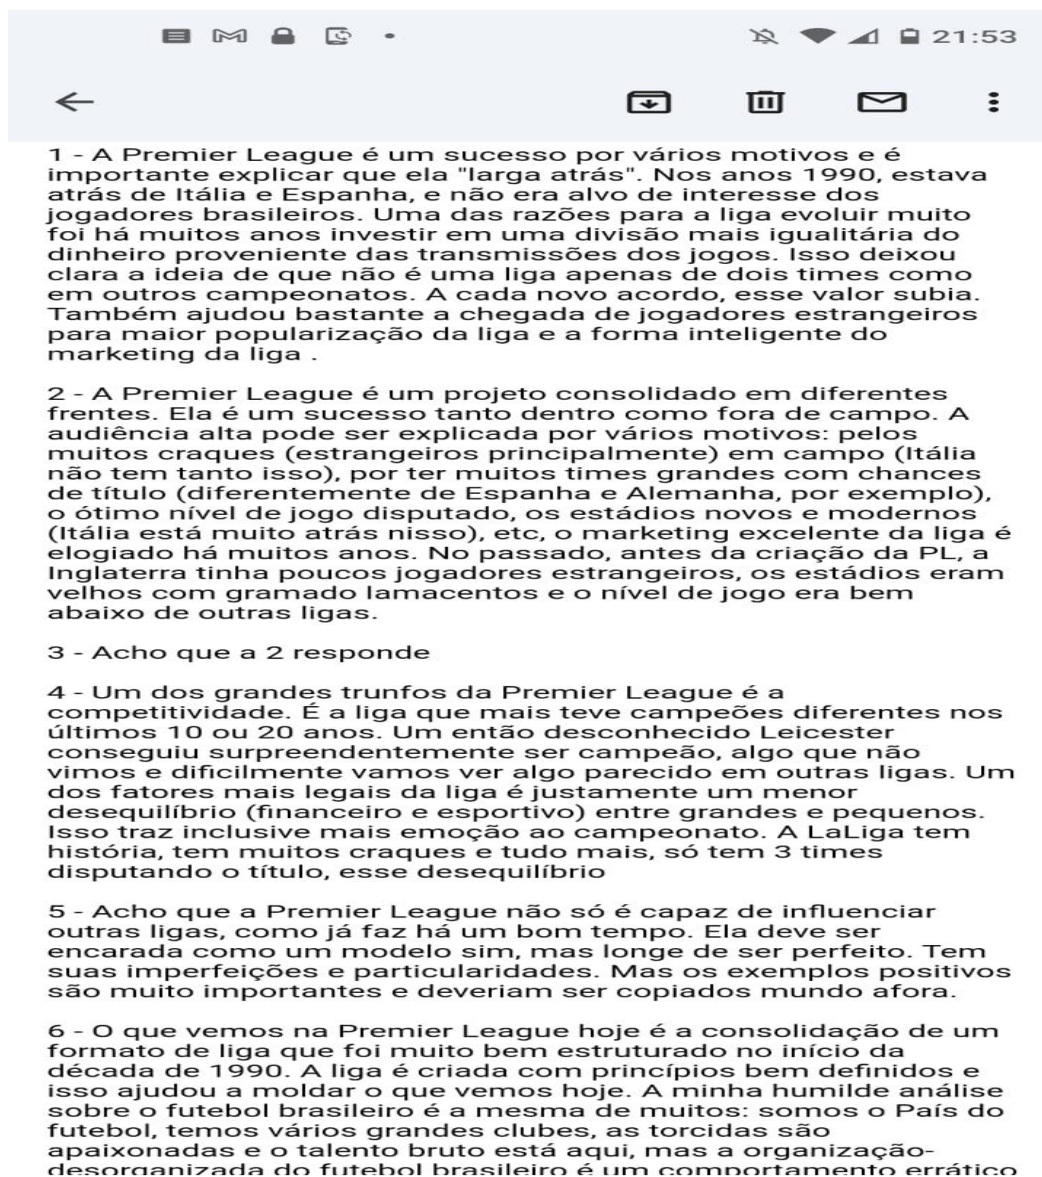 21:53
1 - A Premier League é um sucesso por vários motivos e é
importante explicar que ela "larga atrás". Nos anos 1990, estava
atrás de Itália e Espanha, e não era alvo de interesse dos
jogadores brasileiros. Uma das razões para a liga evoluir muito
foi há muitos anos investir em uma divisão mais igualitária do
dinheiro proveniente das transmissões dos jogos. Isso deixou
clara a ideia de que não é uma liga apenas de dois times como
em outros campeonatos. A cada novo acordo, esse valor subia.
Também ajudou bastante a chegada de jogadores estrangeiros
para maior popularização da liga e a forma inteligente do
marketing da liga .
2 - A Premier League é um projeto consolidado em diferentes
frentes. Ela é um sucesso tanto dentro como fora de campo. A
audiência alta pode ser explicada por vários motivos: pelos
muitos craques (estrangeiros principalmente) em campo (Itália
não tem tanto isso), por ter muitos times grandes com chances
de título (diferentemente de Espanha e Alemanha, por exemplo),
o ótimo nível de jogo disputado, os estádios novos e modernos
(Itália está muito atrás nisso), etc, o marketing excelente da liga é
elogiado há muitos anos. No passado, antes da criação da PL, a
Inglaterra tinha poucos jogadores estrangeiros, os estádios eram
velhos com gramado lamacentos e o nível de jogo era bem
abaixo de outras ligas.
3 - Acho que a 2 responde
4 - Um dos grandes trunfos da Premier League é a
competitividade. É a liga que mais teve campeões diferentes nos
últimos 10 ou 20 anos. Um então desconhecido Leicester
conseguiu surpreendentemente ser campeão, algo que não
vimos e dificilmente vamos ver algo parecido em outras ligas. Um
dos fatores mais legais da liga é justamente um menor
desequilíbrio (financeiro e esportivo) entre grandes e pequenos.
Isso traz inclusive mais emoção ao campeonato. A LaLiga tem
história, tem muitos craques e tudo mais, só tem 3 times
disputando o título, esse desequilíbrio
5 - Acho que a Premier League não só é capaz de influenciar
outras ligas, como já faz há um bom tempo. Ela deve ser
encarada como um modelo sim, mas longe de ser perfeito. Tem
suas imperfeições e particularidades. Mas os exemplos positivos
são muito importantes e deveriam ser copiados mundo afora.
6 - O que vemos na Premier League hoje é a consolidação de um
formato de liga que foi muito bem estruturado no início da
década de 1990. A liga é criada com princípios bem definidos e
isso ajudou a moldar o que vemos hoje. A minha humilde análise
sobre o futebol brasileiro é a mesma de muitos: somos o País do
futebol, temos vários grandes clubes, as torcidas são
apaixonadas e o talento bruto está aqui, mas a organização-
desorganizada do futebol brasileiro é um comportamento errático